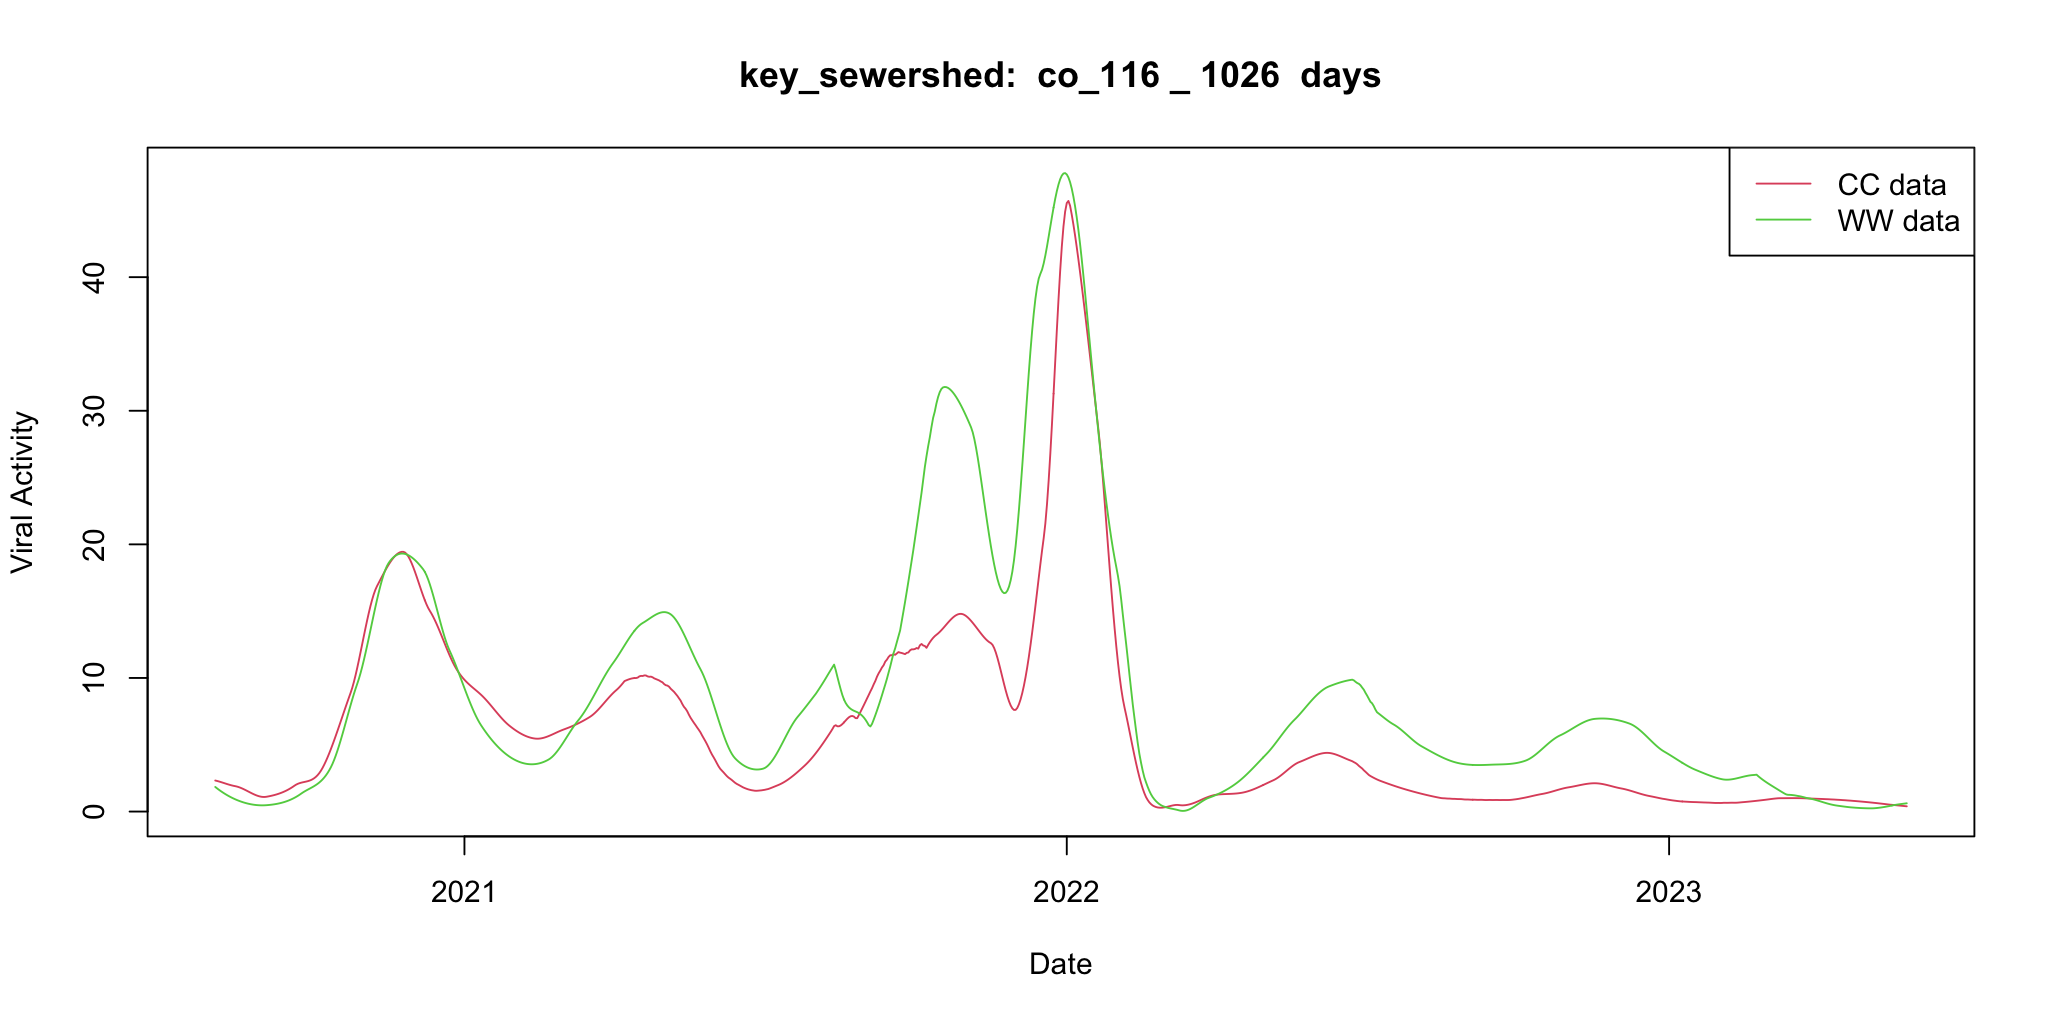 key_sewershed:  co_116 _ 1026  days
CC data
WW data
40
30
20
10
0
Viral Activity
2021
2022
2023
Date